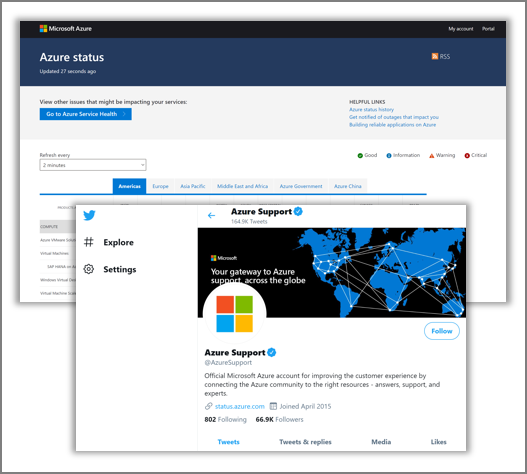 Microsoft Azure
My account Portal
Azure status
RSS
Updated 27 seconds ago
View other issues that might be impacting your services:
Go to Azure Service Health
HELPFUL LINKS
Azure status history
Get notified of outages that impact you
Building reliable applications on Azure
Refresh every
2 minutes
Good Information Warning Critical
Americas Europe Asia Pacific Middle East and Africa Azure Government Azure China
COMPUTE
Azure VMware Soluti
Virtual Machines
SAP HANA on A
Windows Virtual Des
Virtual Machine Sca
Explore
Settings
Azure Support
164.9K Tweets
Microsoft
Your gateway to Azure
support, across the globe
Follow
Azure Support
@AzureSupport
Official Microsoft account for improving the customer experience by
connecting the Azure community to the right resources - answers, support, and
experts.
status.azure.com Joined April 2015
802 Following 66.9K Followers
Tweets Tweets & replies Media Likes